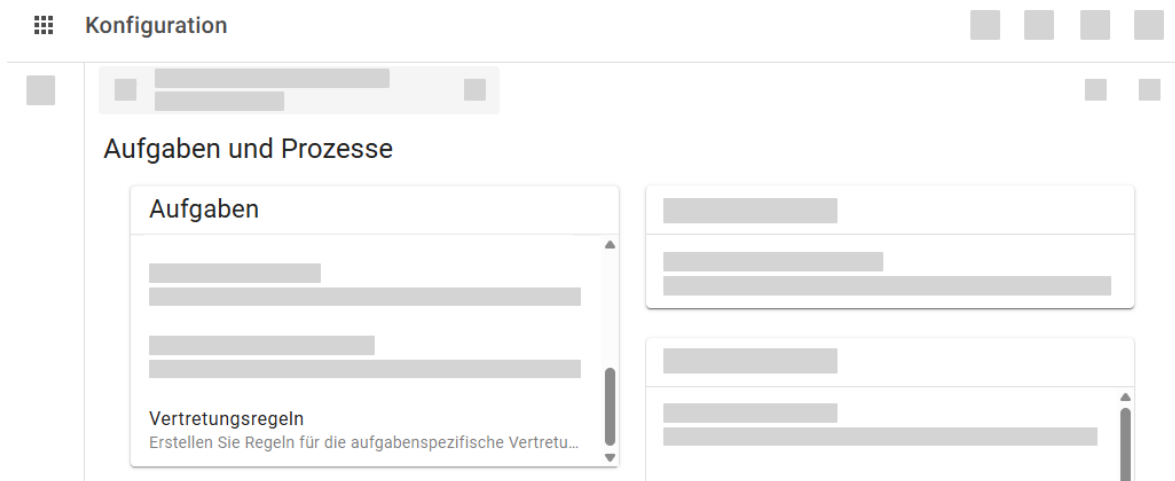 Konfiguration
Aufgaben und Prozesse
Aufgaben
Vertretungsregeln
Erstellen Sie Regeln für die aufgabenspezifische Vertretu...